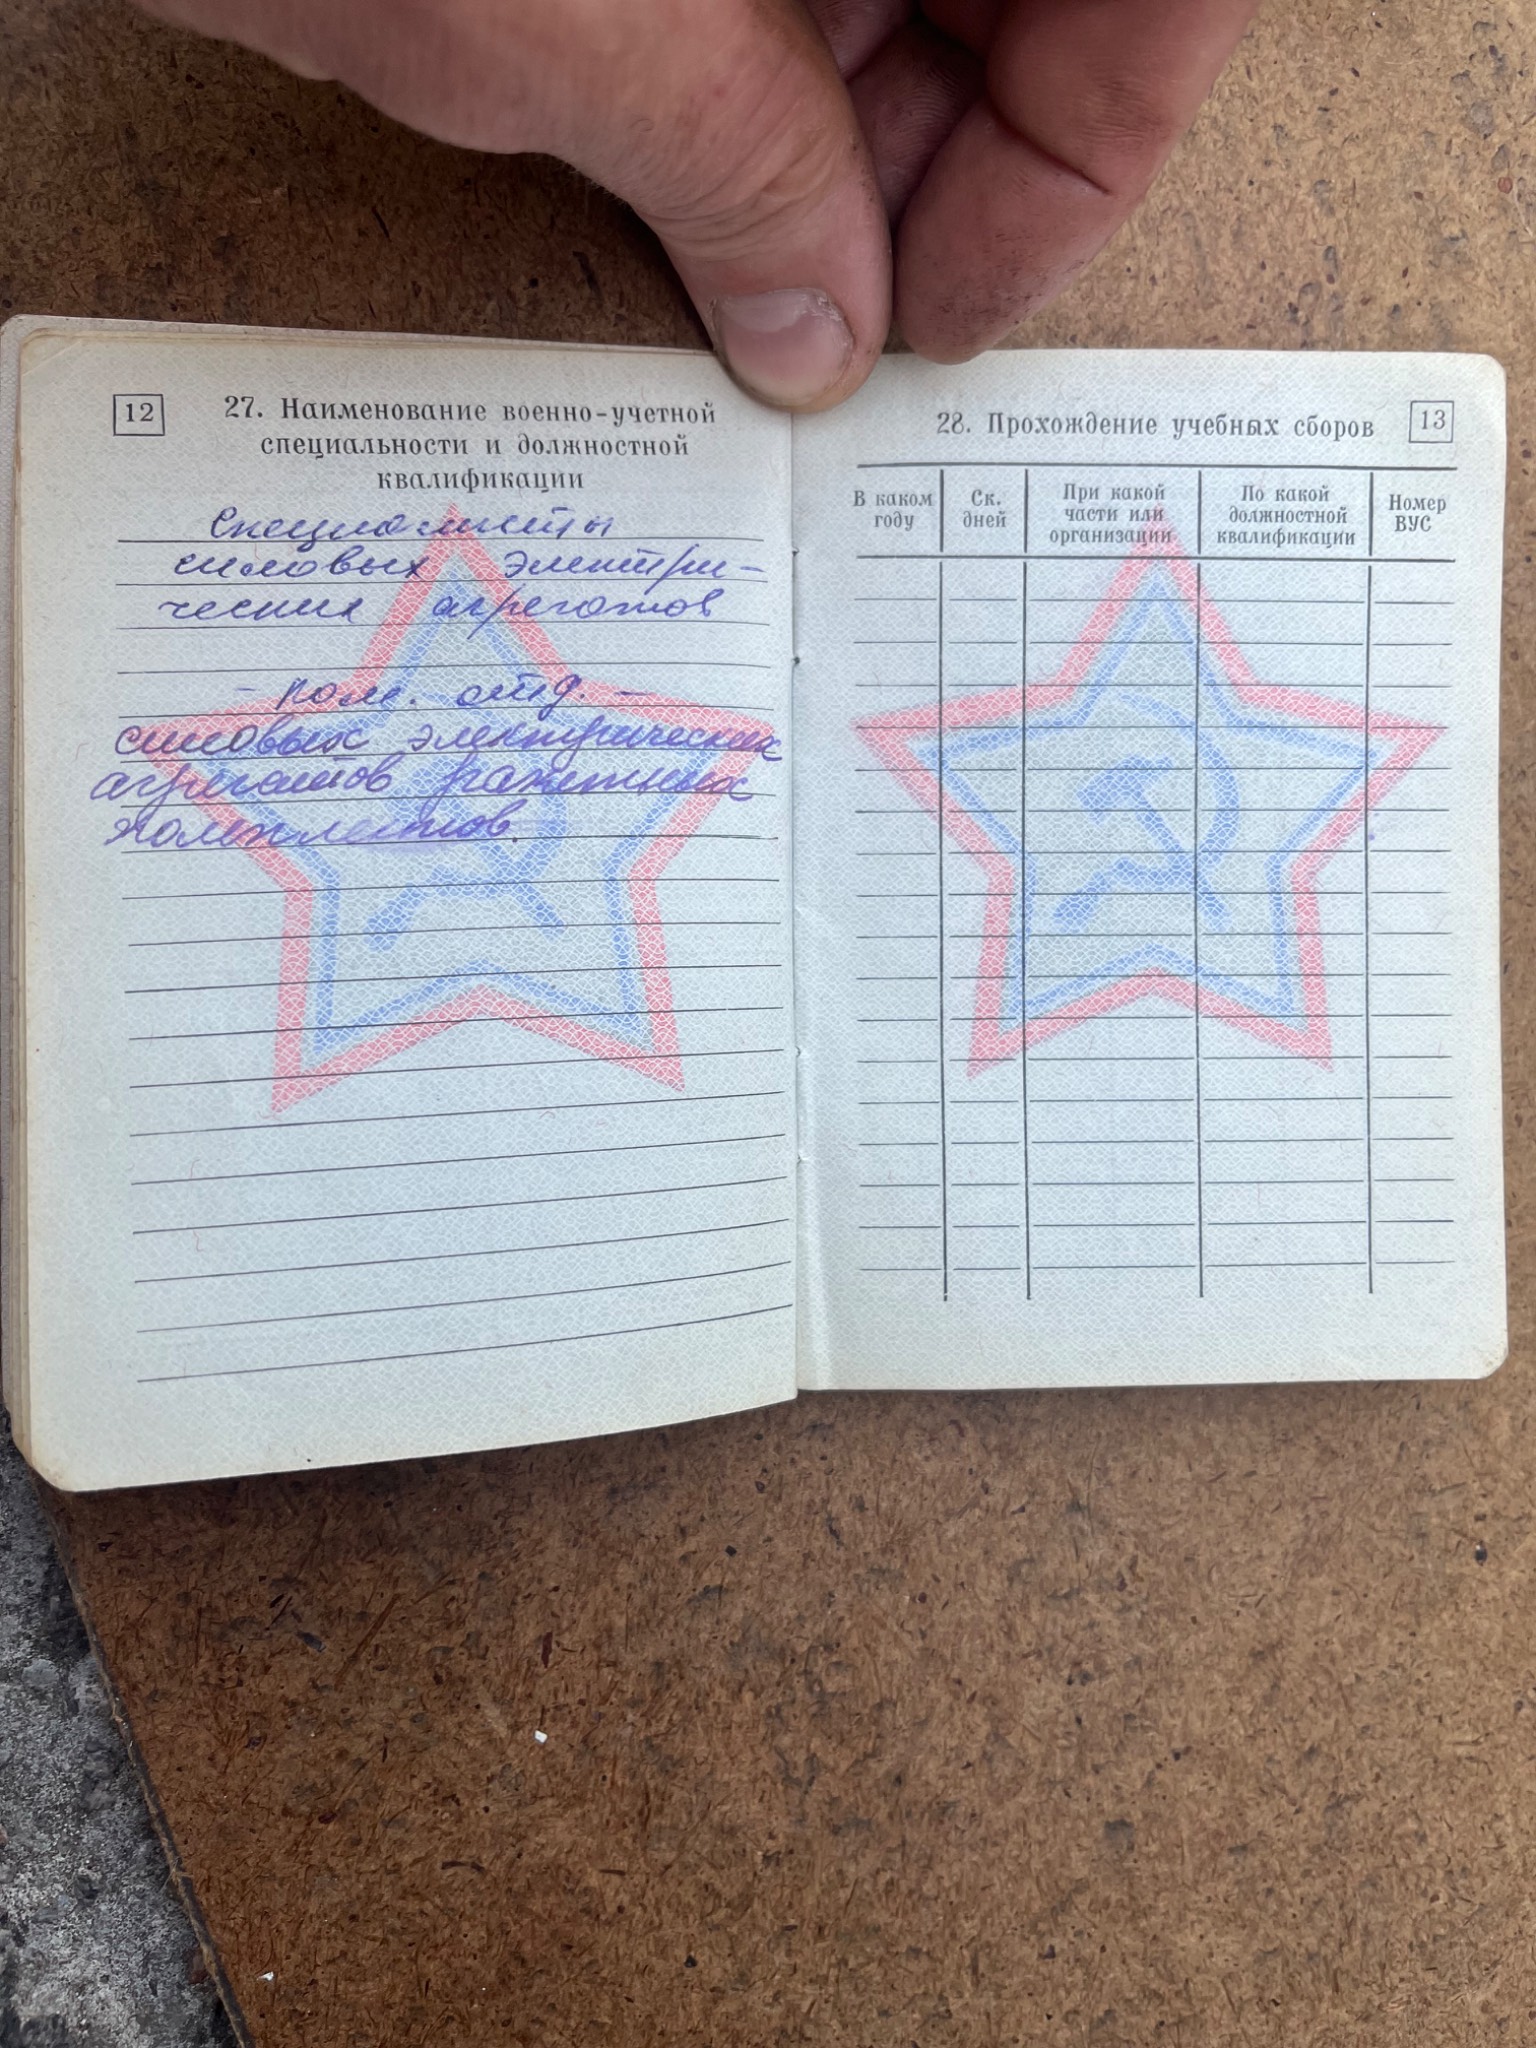 12
27. Наименование военно-учетной
специальности и должностной
квалификации
Специалисты
силовых электри-
ческих агрегатов
- ком. отд. -
силовых электрических
агрегатов ракетных
комплексов.
28. Прохождение учебных сборов
13
В каком году
Ск. дней
При какой части или организации
По какой должностной квалификации
Номер ВУС